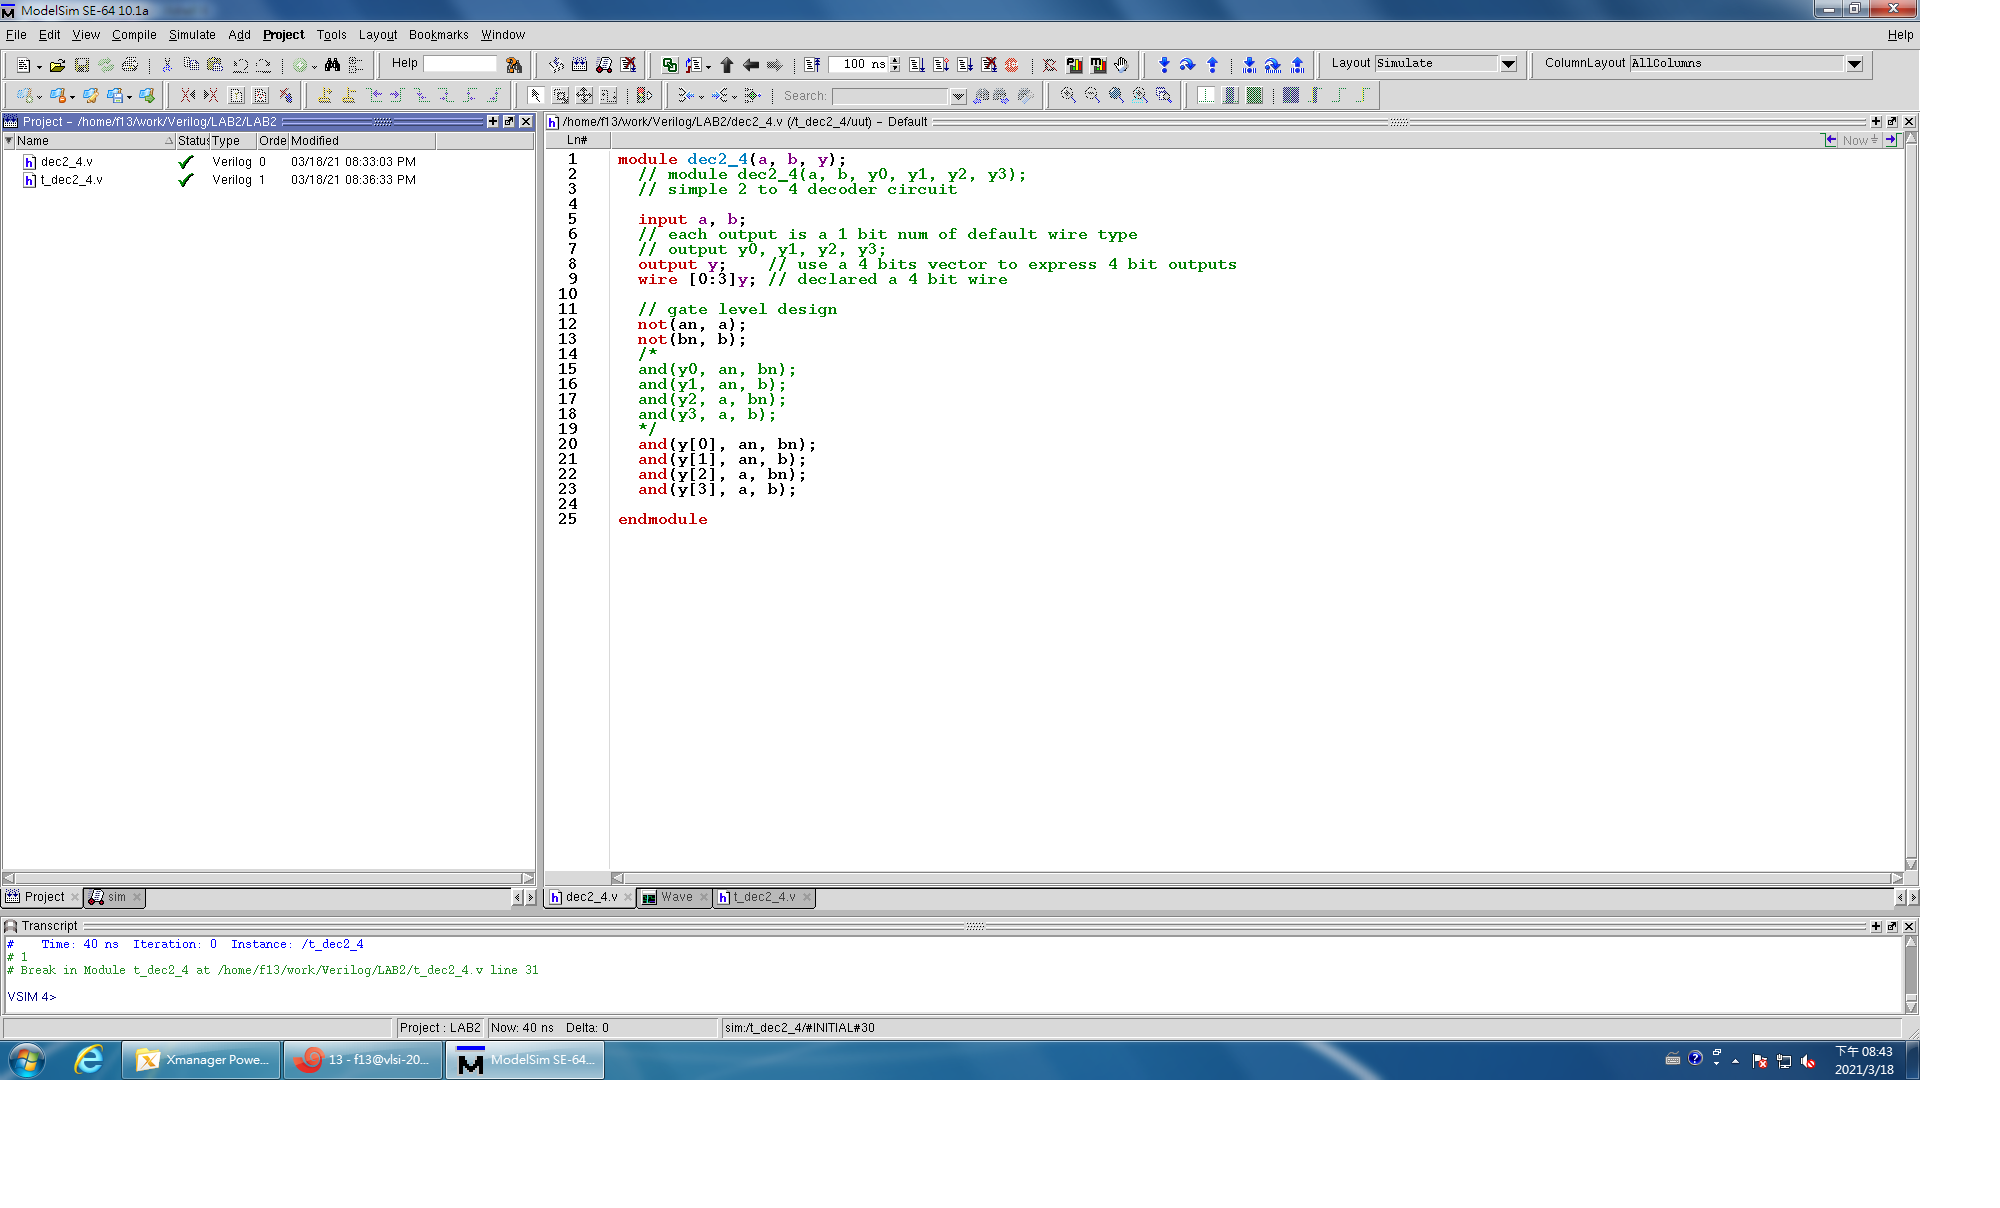 ModelSim SE-64 10.1a
File Edit View Compile Simulate Add Project Tools Layout Bookmarks Window Help
Help 100 ns Layout Simulate ColumnLayout AllColumns
Search:
Project - /home/f13/work/Verilog/LAB2/LAB2
Name Status Type Orde Modified
dec2_4.v Verilog 0 03/18/21 08:33:03 PM
t_dec2_4.v Verilog 1 03/18/21 08:36:33 PM
/home/f13/work/Verilog/LAB2/dec2_4.v (/t_dec2_4/uut) - Default
Ln# Now
1 module dec2_4(a, b, y);
2 // module dec2_4(a, b, y0, y1, y2, y3);
3 // simple 2 to 4 decoder circuit
4
5 input a, b;
6 // each output is a 1 bit num of default wire type
7 // output y0, y1, y2, y3;
8 output y; // use a 4 bits vector to express 4 bit outputs
9 wire [0:3]y; // declared a 4 bit wire
10
11 // gate level design
12 not(an, a);
13 not(bn, b);
14 /*
15 and(y0, an, bn);
16 and(y1, an, b);
17 and(y2, a, bn);
18 and(y3, a, b);
19 */
20 and(y[0], an, bn);
21 and(y[1], an, b);
22 and(y[2], a, bn);
23 and(y[3], a, b);
24
25 endmodule
Project sim
dec2_4.v Wave t_dec2_4.v
Transcript
# Time: 40 ns Iteration: 0 Instance: /t_dec2_4
# 1
# Break in Module t_dec2_4 at /home/f13/work/Verilog/LAB2/t_dec2_4.v line 31
VSIM 4>
Project : LAB2 Now: 40 ns Delta: 0 sim:/t_dec2_4/#INITIAL#30
Xmanager Powe... 13 - f13@vlsi-20... ModelSim SE-64...
下午 08:43
2021/3/18